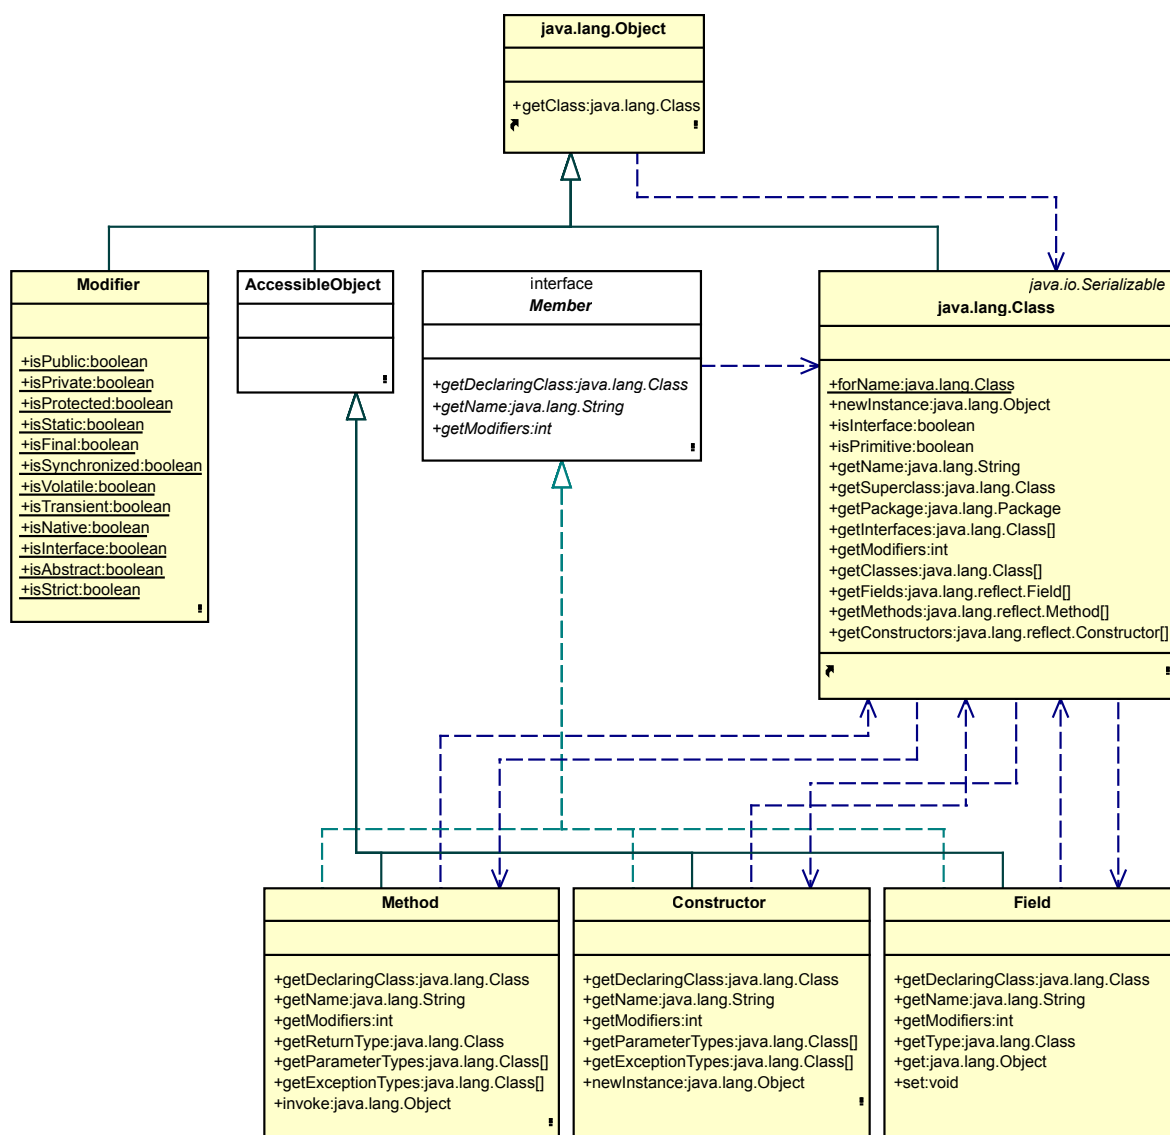 java.lang.Object
+getClass:java.lang.Class
Modifier
+isPublic:boolean
+isPrivate:boolean
+isProtected:boolean
+isStatic:boolean
+isFinal:boolean
+isSynchronized:boolean
+isVolatile:boolean
+isTransient:boolean
+isNative:boolean
+isInterface:boolean
+isAbstract:boolean
+isStrict:boolean
AccessibleObject
interface
Member
+getDeclaringClass:java.lang.Class
+getName:java.lang.String
+getModifiers:int
java.io.Serializable
java.lang.Class
+forName:java.lang.Class
+newInstance:java.lang.Object
+isInterface:boolean
+isPrimitive:boolean
+getName:java.lang.String
+getSuperclass:java.lang.Class
+getPackage:java.lang.Package
+getInterfaces:java.lang.Class[]
+getModifiers:int
+getClasses:java.lang.Class[]
+getFields:java.lang.reflect.Field[]
+getMethods:java.lang.reflect.Method[]
+getConstructors:java.lang.reflect.Constructor[]
Method
+getDeclaringClass:java.lang.Class
+getName:java.lang.String
+getModifiers:int
+getReturnType:java.lang.Class
+getParameterTypes:java.lang.Class[]
+getExceptionTypes:java.lang.Class[]
+invoke:java.lang.Object
Constructor
+getDeclaringClass:java.lang.Class
+getName:java.lang.String
+getModifiers:int
+getParameterTypes:java.lang.Class[]
+getExceptionTypes:java.lang.Class[]
+newInstance:java.lang.Object
Field
+getDeclaringClass:java.lang.Class
+getName:java.lang.String
+getModifiers:int
+getType:java.lang.Class
+get:java.lang.Object
+set:void